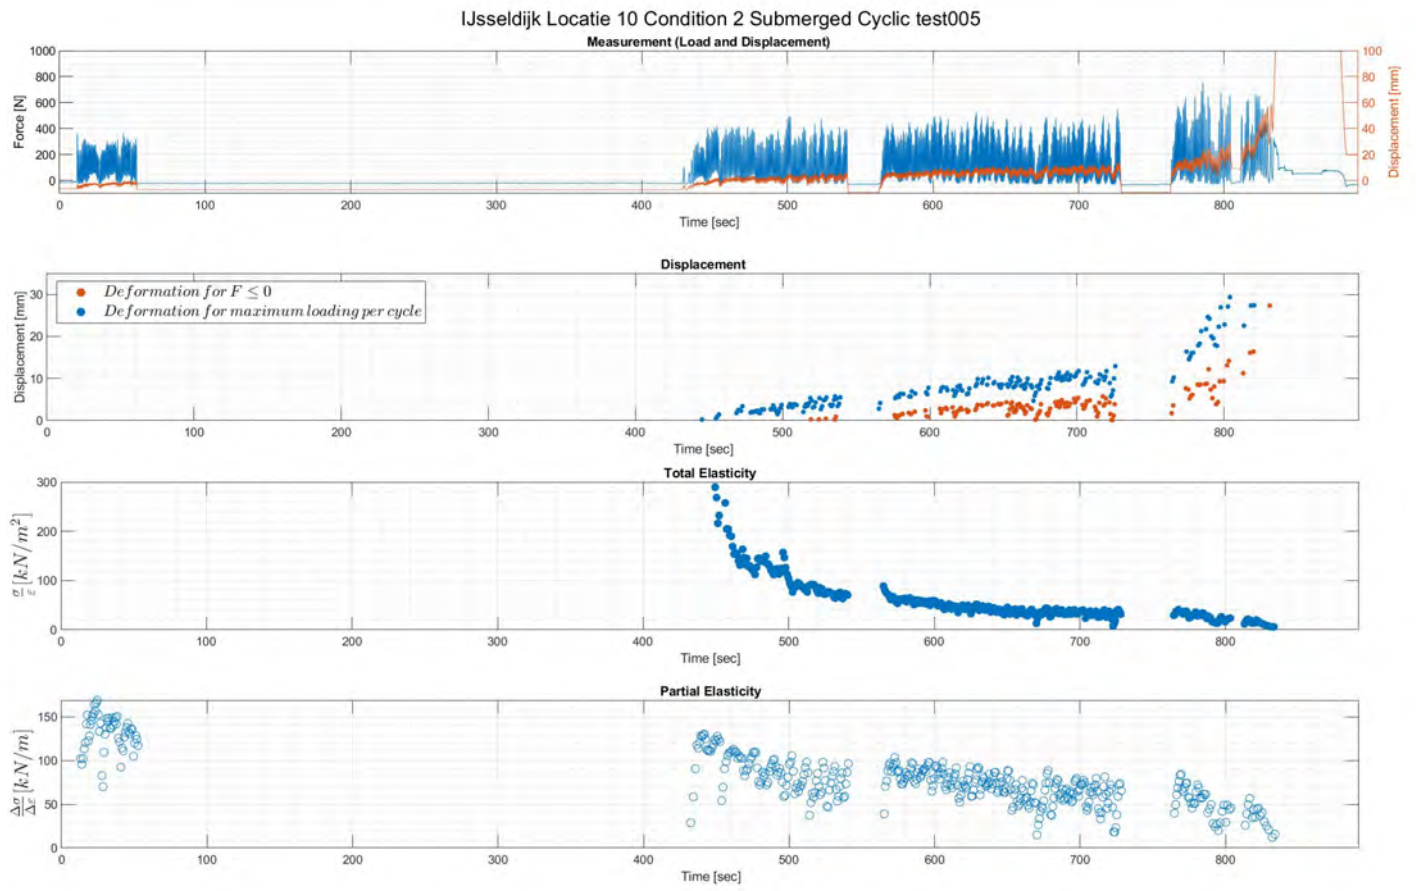 IJsseldijk Locatie 10 Condition 2 Submerged Cyclic test005
Measurement (Load and Displacement)
Force [N]
1000
800
600
400
200
0
100
80
60
40
20
0
Displacement [mm]
0 100 200 300 400 500 600 700 800
Time [sec]
Displacement
Displacement [mm]
30
20
10
0
Deformation for F ≤ 0
Deformation for maximum loading per cycle
0 100 200 300 400 500 600 700 800
Time [sec]
Total Elasticity
σ/ε [kN/m²]
300
200
100
0
0 100 200 300 400 500 600 700 800
Time [sec]
Partial Elasticity
Δσ/Δε [kN/m]
150
100
50
0
0 100 200 300 400 500 600 700 800
Time [sec]